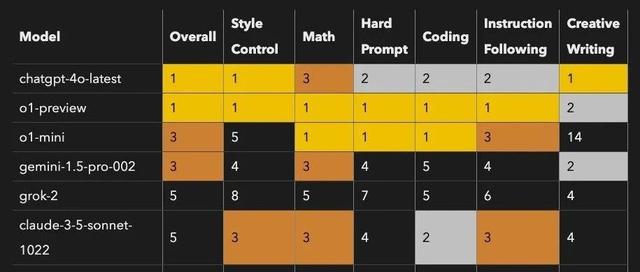 Model Overall Style Control Math Hard Prompt Coding Instruction Following Creative Writing
chatgpt-4o-latest 1 1 3 2 2 2 1
o1-preview 1 1 1 1 1 1 2
o1-mini 3 5 1 1 1 3 14
gemini-1.5-pro-002 3 4 3 4 5 4 2
grok-2 5 8 5 7 5 6 4
claude-3-5-sonnet-1022 5 3 3 4 2 3 4